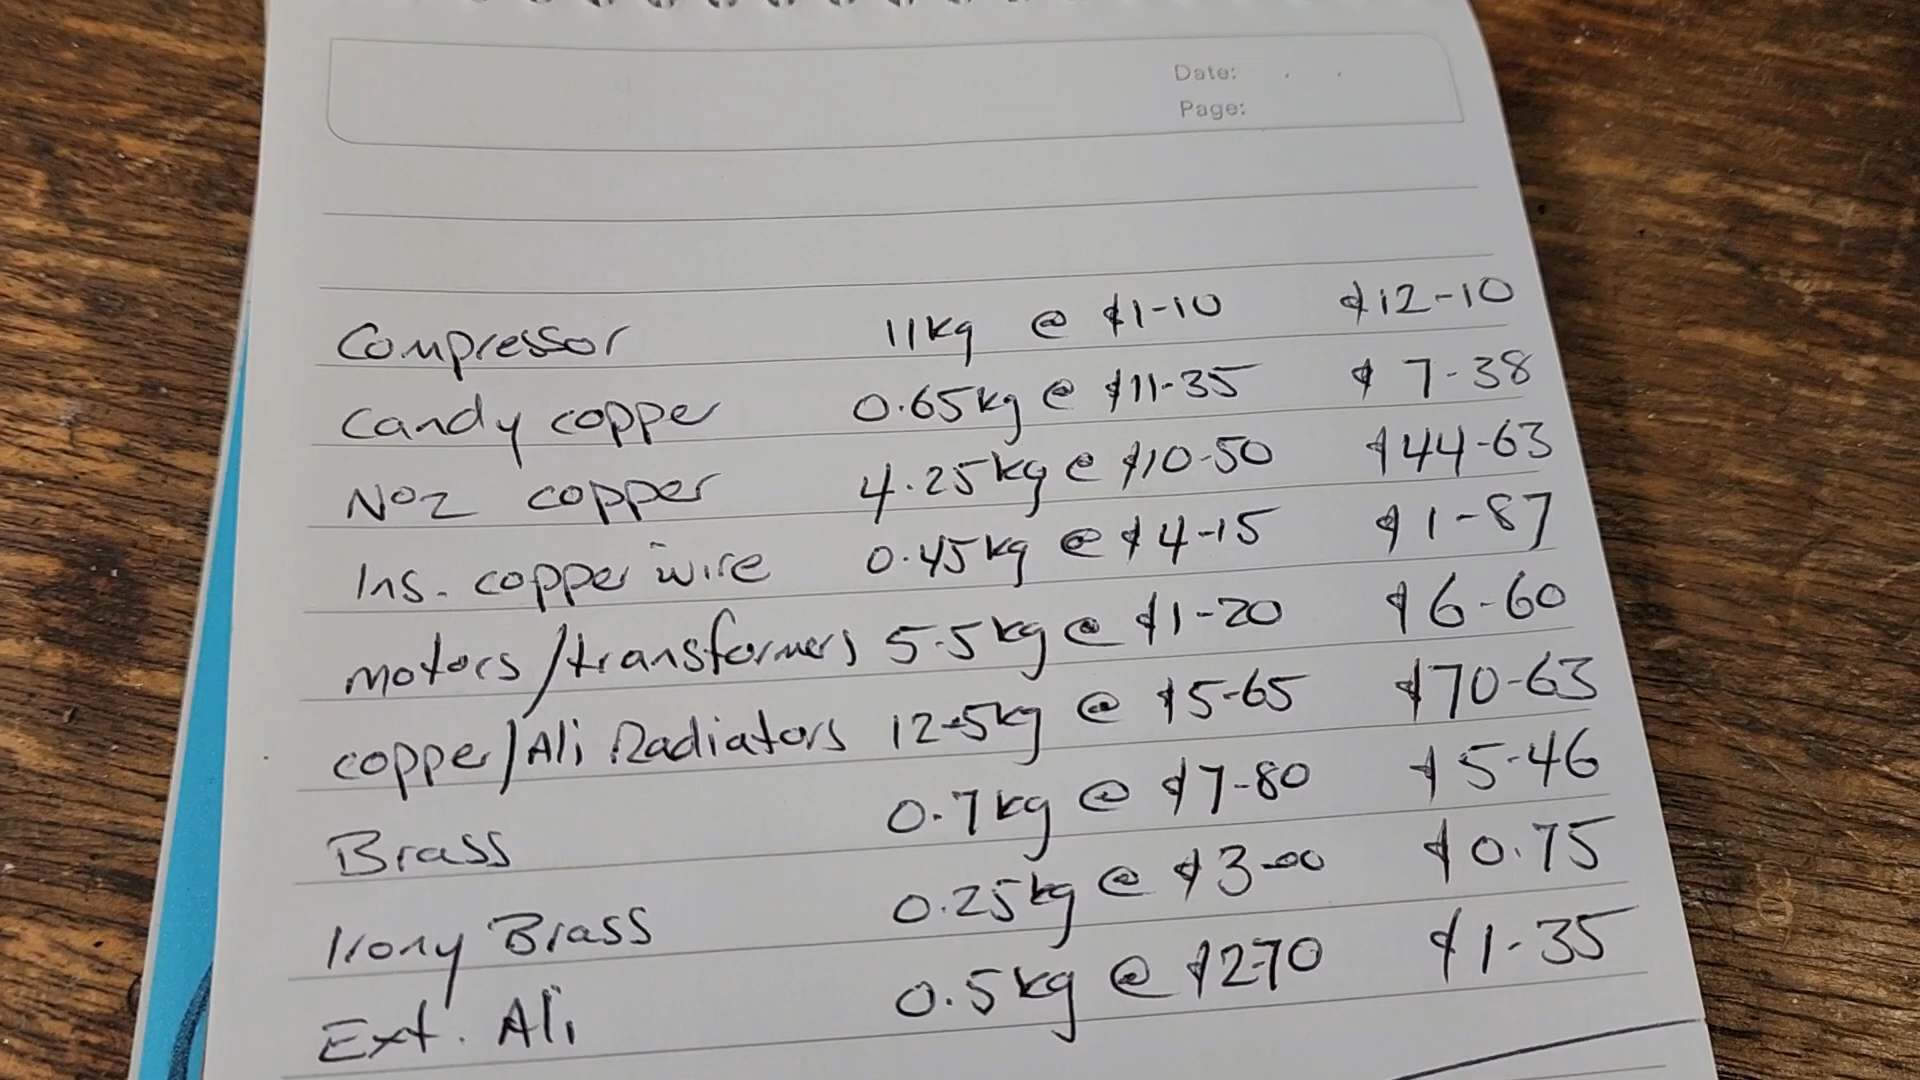 Date:
Page:
Compressor 11kg @ $1-10 $12-10
Candy copper 0.65kg @ $11-35 $7-38
No2 copper 4.25kg @ $10-50 $44-63
Ins. copper wire 0.45kg @ $4-15 $1-87
motors/transformers 5.5kg @ $1-20 $6-60
copper/Ali Radiators 12-5kg @ $5-65 $70-63
Brass 0.7kg @ $7-80 $5-46
Irony Brass 0.25kg @ $3-00 $0.75
Ext. Ali 0.5kg @ $2-70 $1-35